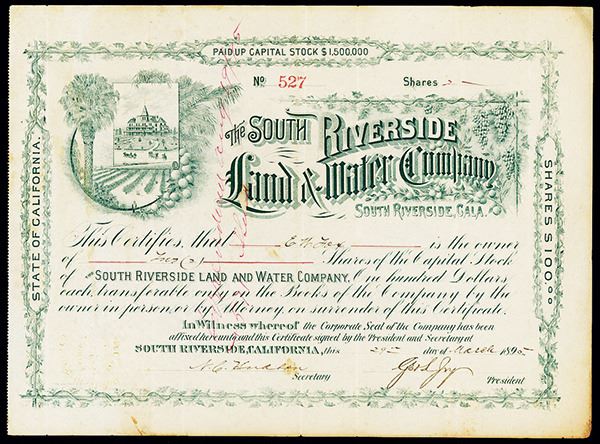 PAID UP CAPITAL STOCK $1,500,000
No 527 Shares 2
THE SOUTH RIVERSIDE
Land & Water Company
SOUTH RIVERSIDE, CALA.
STATE OF CALIFORNIA.
SHARES $100 00
This Certifies, that E. W. is the owner
of Two (2) Shares of the Capital Stock
of THE SOUTH RIVERSIDE LAND AND WATER COMPANY. One hundred Dollars
each, transferable only on the Books of the Company by the
owner in person, or by Attorney, on surrender of this Certificate.
In Witness whereof the Corporate Seal of the Company has been
affixed hereunto, and this Certificate signed by the President and Secretary at
SOUTH RIVERSIDE, CALIFORNIA, this 29 day of March 1895
Secretary President